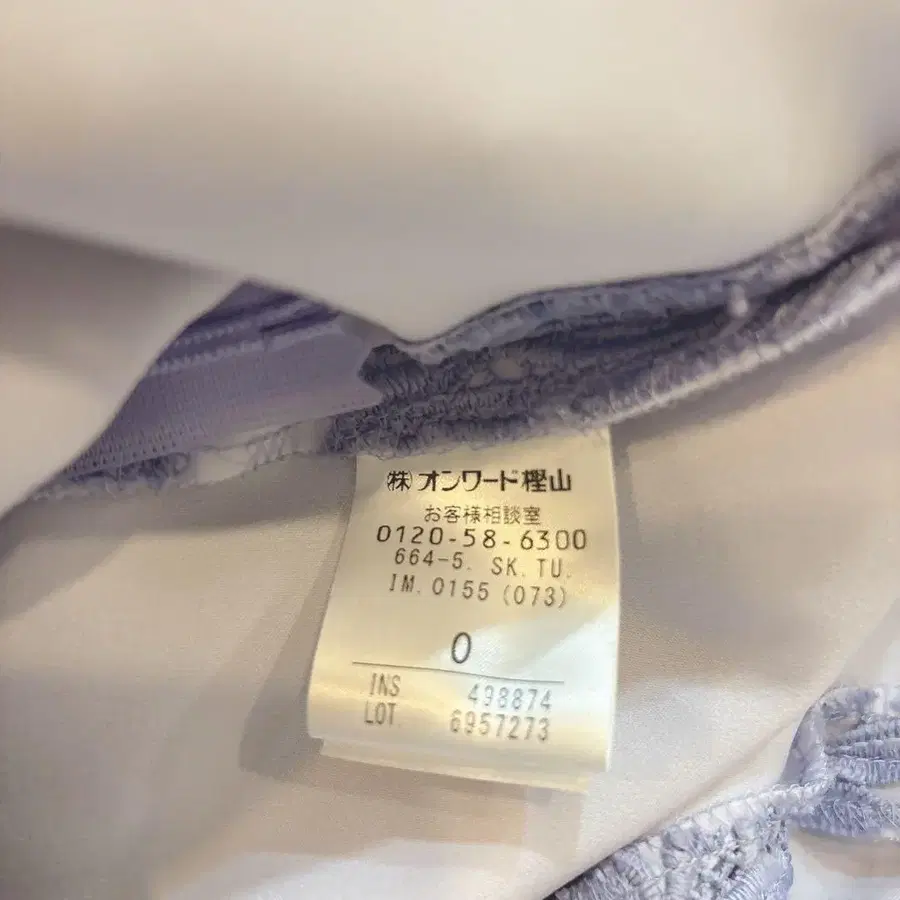 ㈱オンワード樫山
お客様相談室
0120-58-6300
664-5. SK. TU.
IM. 0155 (073)
0
INS 498874
LOT. 6957273